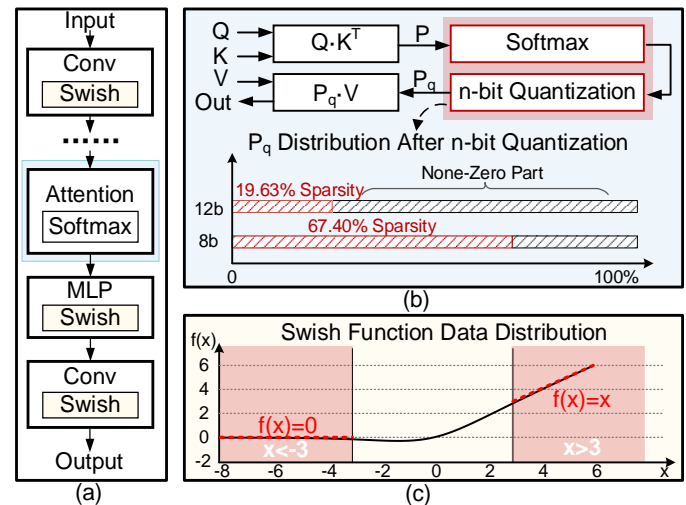 Input
Conv
Swish
······
Attention
Softmax
MLP
Swish
Conv
Swish
Output
(a)
Q
K
V
Out
Q·K^T
P
Softmax
P_q·V
P_q
n-bit Quantization
P_q Distribution After n-bit Quantization
None-Zero Part
19.63% Sparsity
12b
67.40% Sparsity
8b
0
100%
(b)
Swish Function Data Distribution
f(x)
6
4
2
0
-2
f(x)=0
x<-3
f(x)=x
x>3
-8 -6 -4 -2 0 2 4 6 x
(c)